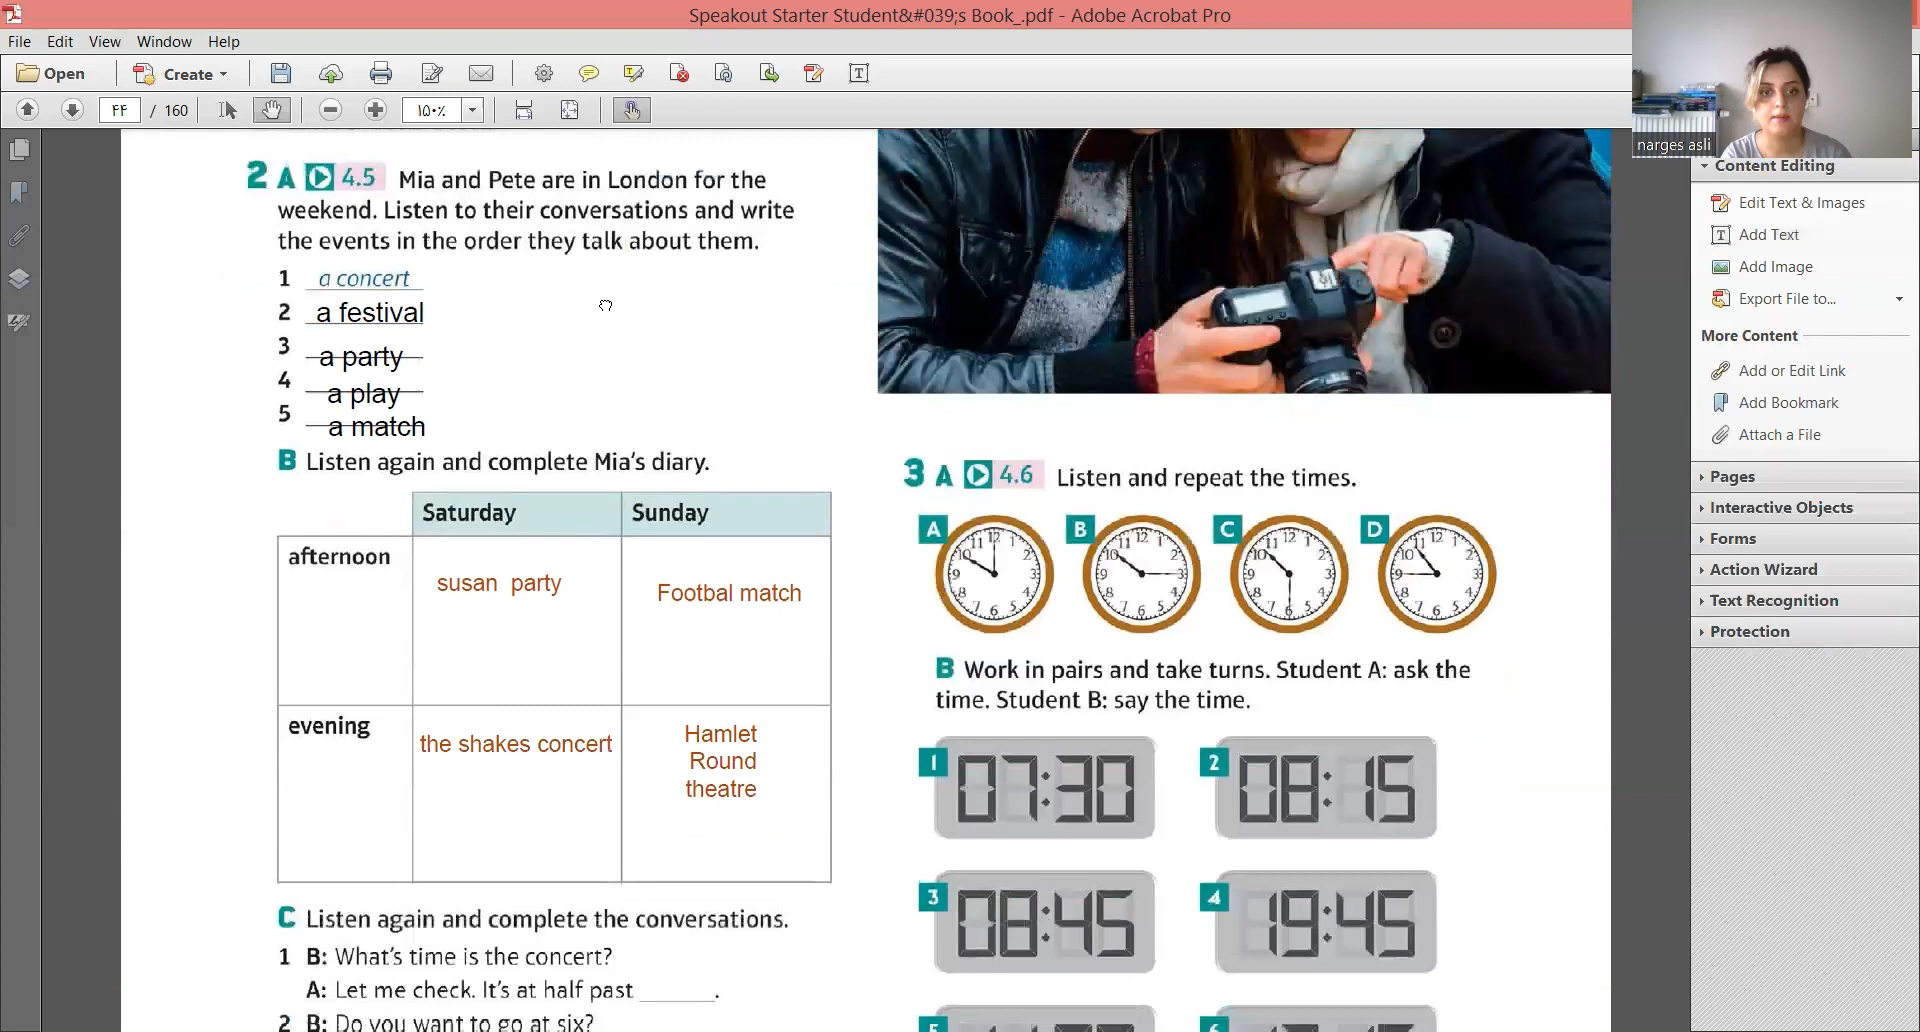 Speakout Starter Student&#039;s Book_.pdf - Adobe Acrobat Pro
File Edit View Window Help
Open Create
۴۴ / 160 ۱۵۰٪
narges asli
2 A 4.5 Mia and Pete are in London for the
weekend. Listen to their conversations and write
the events in the order they talk about them.
1 a concert
2 a festival
3 a party
4 a play
5 a match
B Listen again and complete Mia's diary.
Saturday Sunday
afternoon
susan party
Footbal match
evening
the shakes concert
Hamlet
Round
theatre
C Listen again and complete the conversations.
1 B: What's time is the concert?
A: Let me check. It's at half past ________.
2 B: Do you want to go at six?
3 A 4.6 Listen and repeat the times.
A B C D
B Work in pairs and take turns. Student A: ask the
time. Student B: say the time.
1 07:30
2 08:15
3 08:45
4 19:45
5
6
Content Editing
Edit Text & Images
Add Text
Add Image
Export File to...
More Content
Add or Edit Link
Add Bookmark
Attach a File
Pages
Interactive Objects
Forms
Action Wizard
Text Recognition
Protection